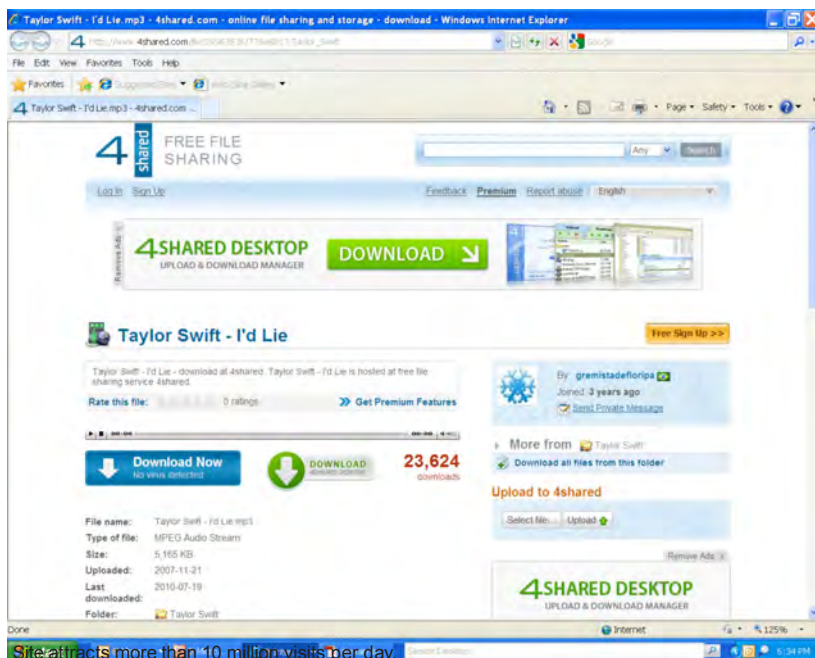 Taylor Swift - I'd Lie.mp3 - 4shared.com - online file sharing and storage - download - Windows Internet Explorer
4shared.com
File Edit View Favorites Tools Help
Favorites
Taylor Swift - I'd Lie.mp3 - 4shared.com ...
Page Safety Tools
4 shared FREE FILE SHARING
Any Search
Log In Sign Up
Feedback Premium Report abuse English
Remove Ads
4SHARED DESKTOP
UPLOAD & DOWNLOAD MANAGER
DOWNLOAD
Taylor Swift - I'd Lie
Free Sign Up >>
Taylor Swift - I'd Lie - download at 4shared. Taylor Swift - I'd Lie is hosted at free file
sharing service 4shared.
Rate this file: 0 ratings
Get Premium Features
By gremistadefloripa
Joined 3 years ago
Send Private Message
00:00 00:00
Download Now
No virus detected
DOWNLOAD
23,624
downloads
More from Taylor Swift
Download all files from this folder
Upload to 4shared
Select file... Upload
File name: Taylor Swift - I'd Lie.mp3
Type of file: MPEG Audio Stream
Size: 5,165 KB
Uploaded: 2007-11-21
Last downloaded: 2010-07-19
Folder: Taylor Swift
Remove Ads x
4SHARED DESKTOP
UPLOAD & DOWNLOAD MANAGER
Done
Internet
125%
Site attracts more than 10 million visits per day.
6:34 PM